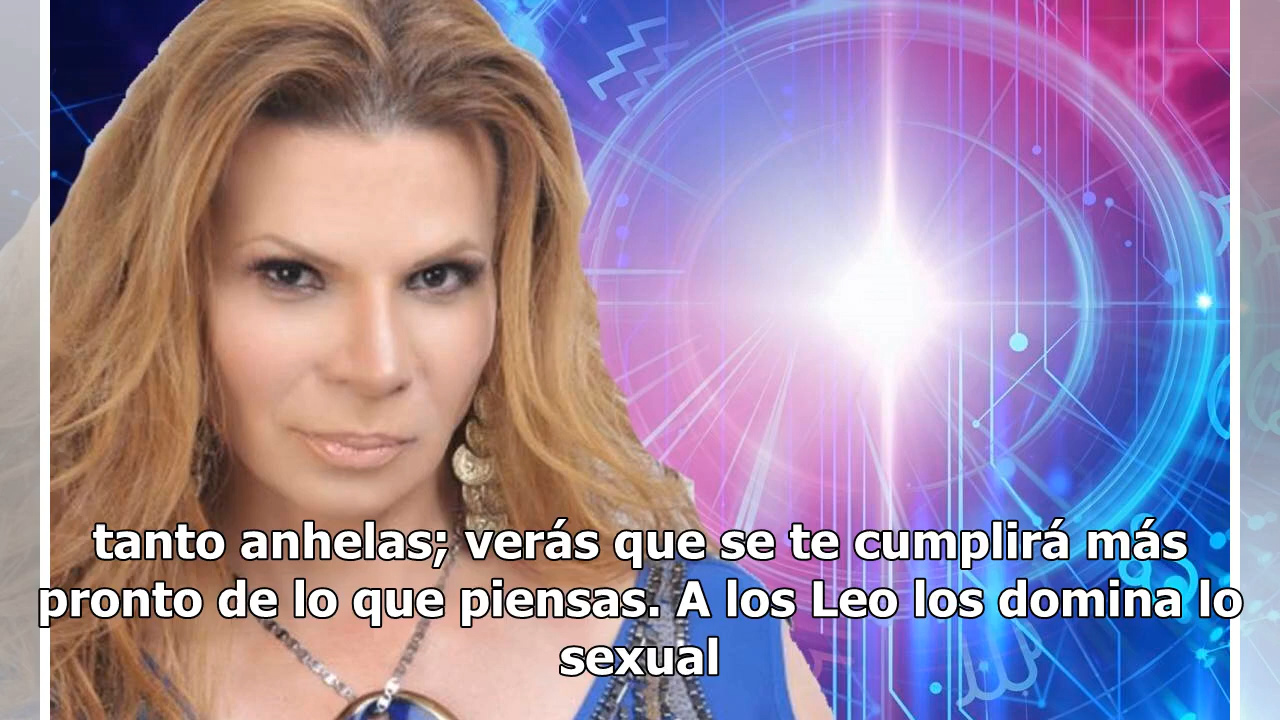 tanto anhelas; verás que se te cumplirá más
pronto de lo que piensas. A los Leo los domina lo
sexual